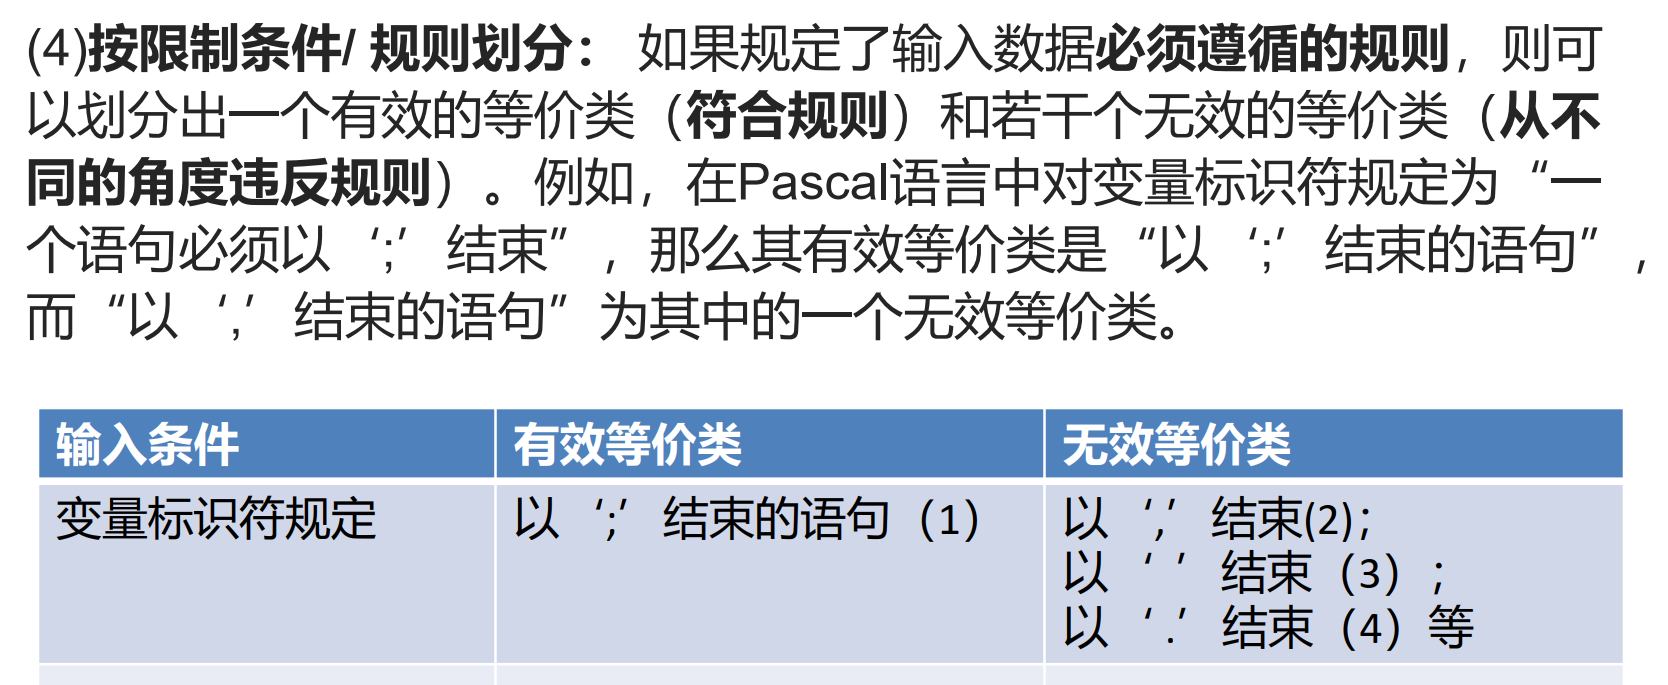 (4)按限制条件/ 规则划分： 如果规定了输入数据必须遵循的规则，则可
以划分出一个有效的等价类（符合规则）和若干个无效的等价类（从不
同的角度违反规则）。例如，在Pascal语言中对变量标识符规定为“一
个语句必须以‘;’结束”，那么其有效等价类是“以‘;’结束的语句”，
而“以‘,’结束的语句”为其中的一个无效等价类。
输入条件 有效等价类 无效等价类
变量标识符规定 以‘;’结束的语句（1） 以‘,’结束(2)；
以‘ ’结束（3）；
以‘.’结束（4）等